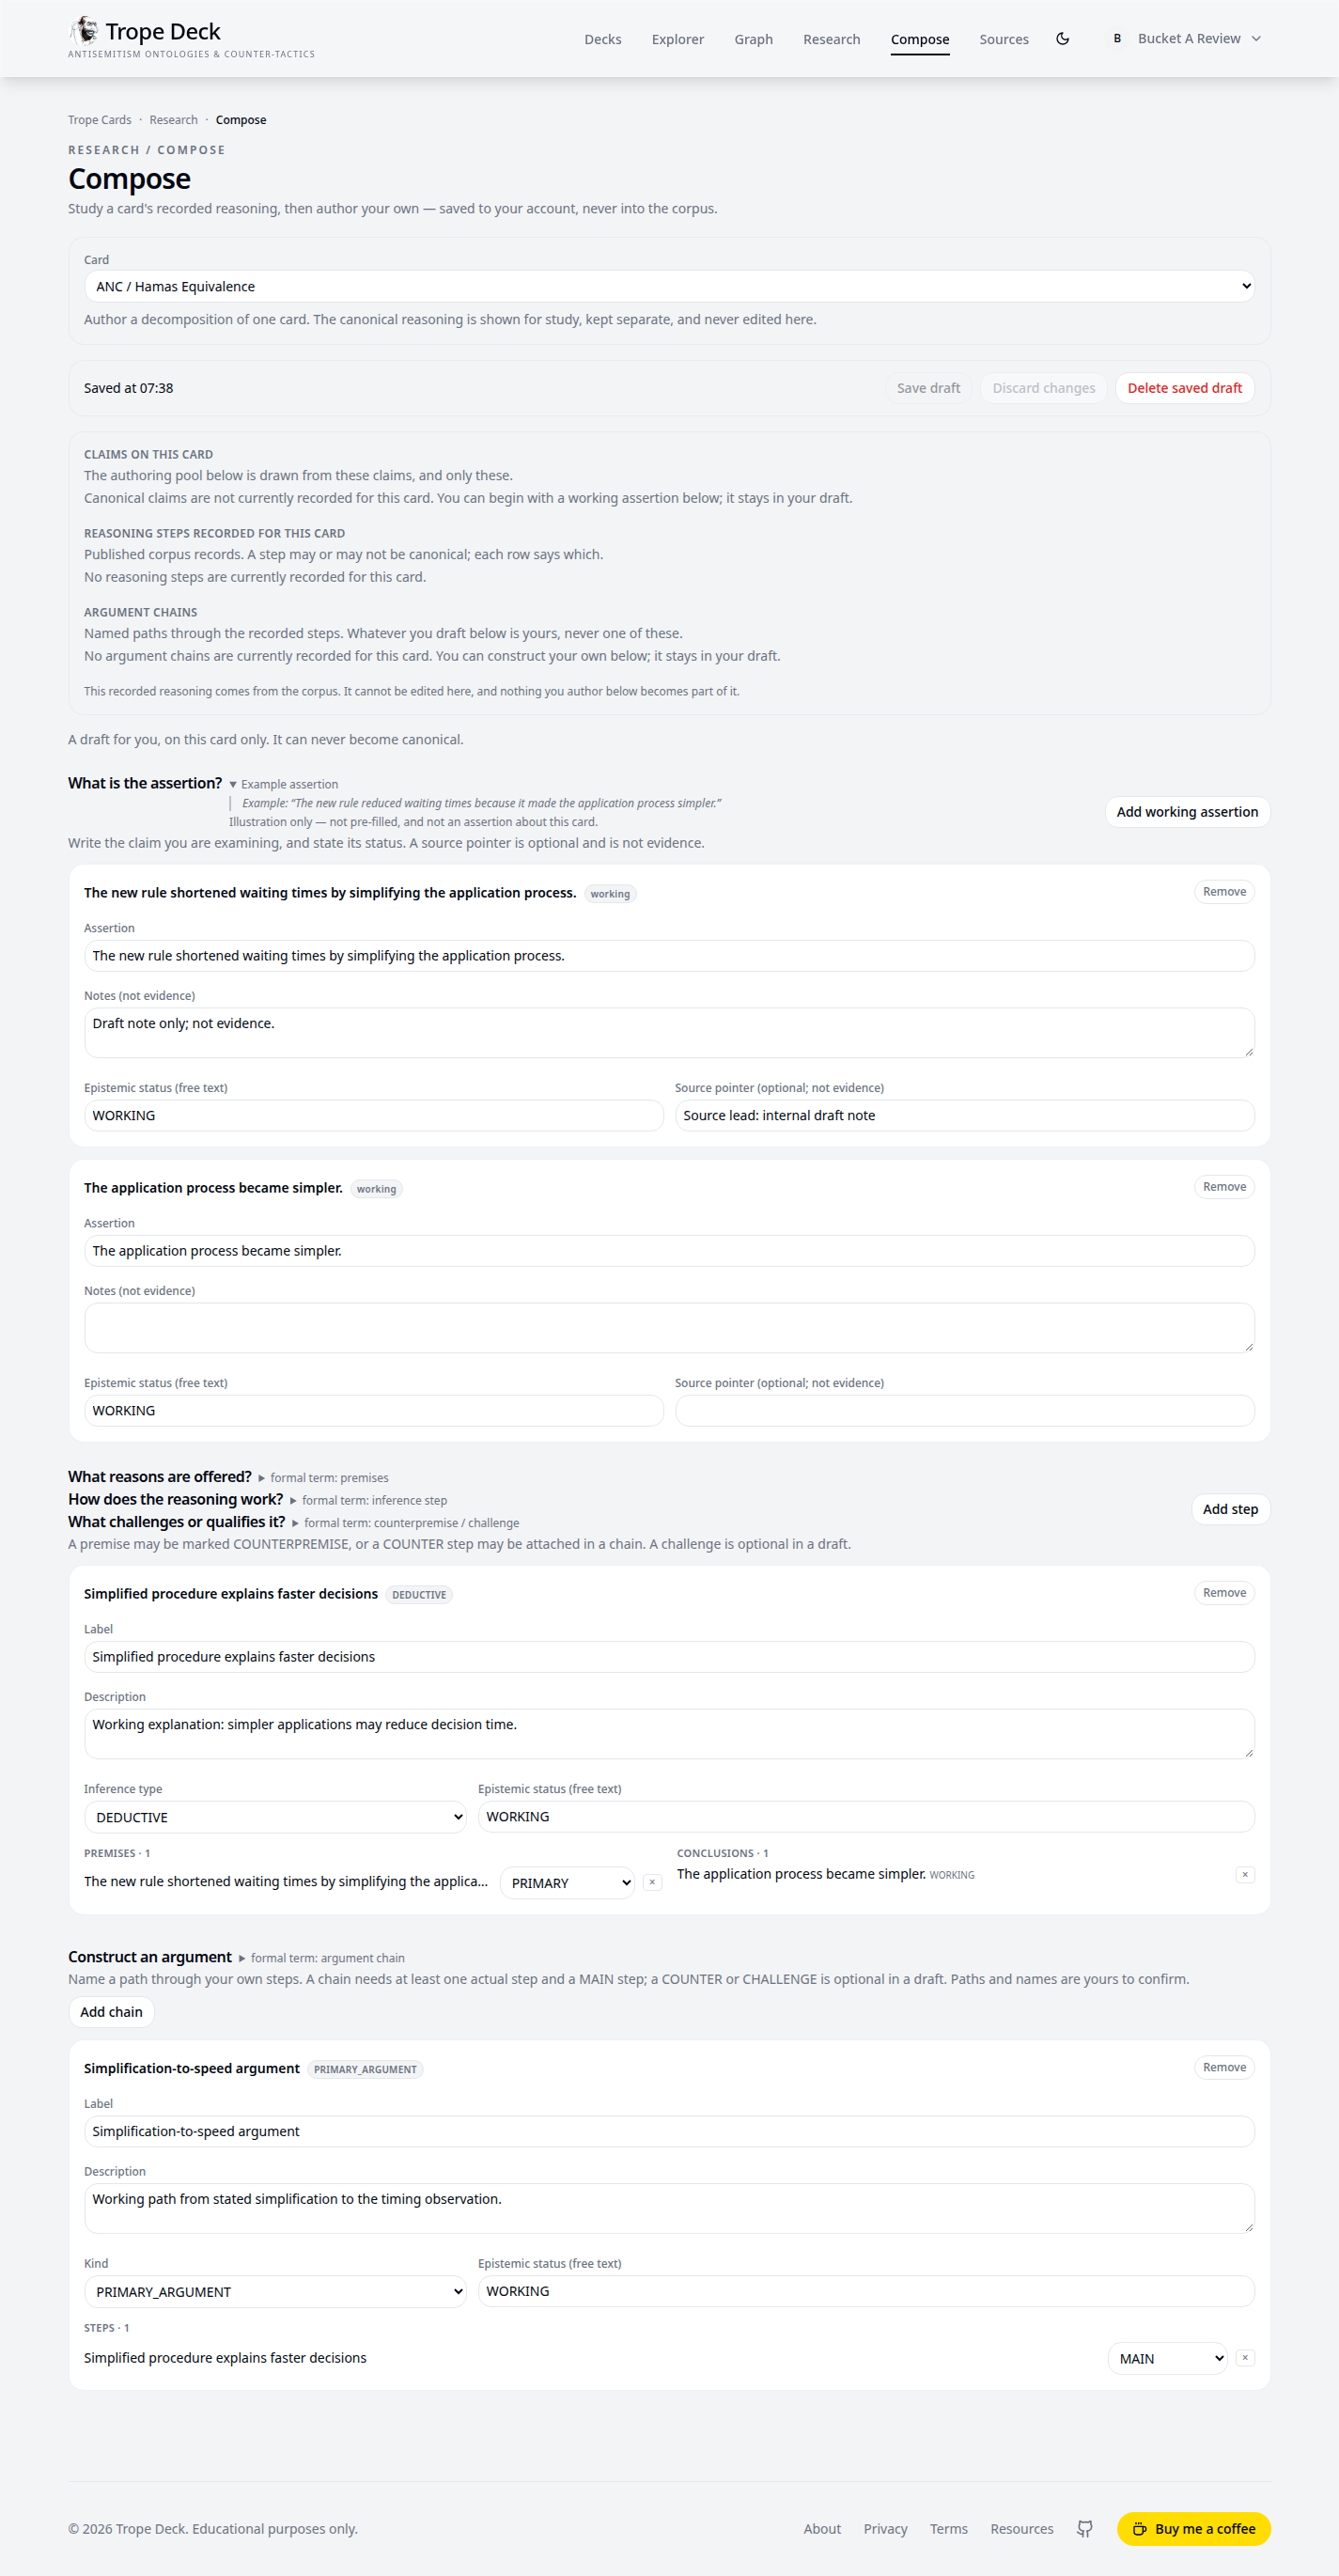 Trope Deck
ANTISEMITISM ONTOLOGIES & COUNTER-TACTICS
Decks Explorer Graph Research Compose Sources B Bucket A Review
Trope Cards · Research · Compose
RESEARCH / COMPOSE
Compose
Study a card's recorded reasoning, then author your own — saved to your account, never into the corpus.
Card
ANC / Hamas Equivalence
Author a decomposition of one card. The canonical reasoning is shown for study, kept separate, and never edited here.
Saved at 07:38 Save draft Discard changes Delete saved draft
CLAIMS ON THIS CARD
The authoring pool below is drawn from these claims, and only these.
Canonical claims are not currently recorded for this card. You can begin with a working assertion below; it stays in your draft.
REASONING STEPS RECORDED FOR THIS CARD
Published corpus records. A step may or may not be canonical; each row says which.
No reasoning steps are currently recorded for this card.
ARGUMENT CHAINS
Named paths through the recorded steps. Whatever you draft below is yours, never one of these.
No argument chains are currently recorded for this card. You can construct your own below; it stays in your draft.
This recorded reasoning comes from the corpus. It cannot be edited here, and nothing you author below becomes part of it.
A draft for you, on this card only. It can never become canonical.
What is the assertion? ▼ Example assertion
Example: “The new rule reduced waiting times because it made the application process simpler.”
Illustration only — not pre-filled, and not an assertion about this card.
Add working assertion
Write the claim you are examining, and state its status. A source pointer is optional and is not evidence.
The new rule shortened waiting times by simplifying the application process. working Remove
Assertion
The new rule shortened waiting times by simplifying the application process.
Notes (not evidence)
Draft note only; not evidence.
Epistemic status (free text) Source pointer (optional; not evidence)
WORKING Source lead: internal draft note
The application process became simpler. working Remove
Assertion
The application process became simpler.
Notes (not evidence)
Epistemic status (free text) Source pointer (optional; not evidence)
WORKING
What reasons are offered? ▶ formal term: premises
How does the reasoning work? ▶ formal term: inference step
Add step
What challenges or qualifies it? ▶ formal term: counterpremise / challenge
A premise may be marked COUNTERPREMISE, or a COUNTER step may be attached in a chain. A challenge is optional in a draft.
Simplified procedure explains faster decisions DEDUCTIVE Remove
Label
Simplified procedure explains faster decisions
Description
Working explanation: simpler applications may reduce decision time.
Inference type Epistemic status (free text)
DEDUCTIVE WORKING
PREMISES · 1 CONCLUSIONS · 1
The new rule shortened waiting times by simplifying the applica... PRIMARY × The application process became simpler. WORKING ×
Construct an argument ▶ formal term: argument chain
Name a path through your own steps. A chain needs at least one actual step and a MAIN step; a COUNTER or CHALLENGE is optional in a draft. Paths and names are yours to confirm.
Add chain
Simplification-to-speed argument PRIMARY_ARGUMENT Remove
Label
Simplification-to-speed argument
Description
Working path from stated simplification to the timing observation.
Kind Epistemic status (free text)
PRIMARY_ARGUMENT WORKING
STEPS · 1
Simplified procedure explains faster decisions MAIN ×
© 2026 Trope Deck. Educational purposes only. About Privacy Terms Resources Buy me a coffee